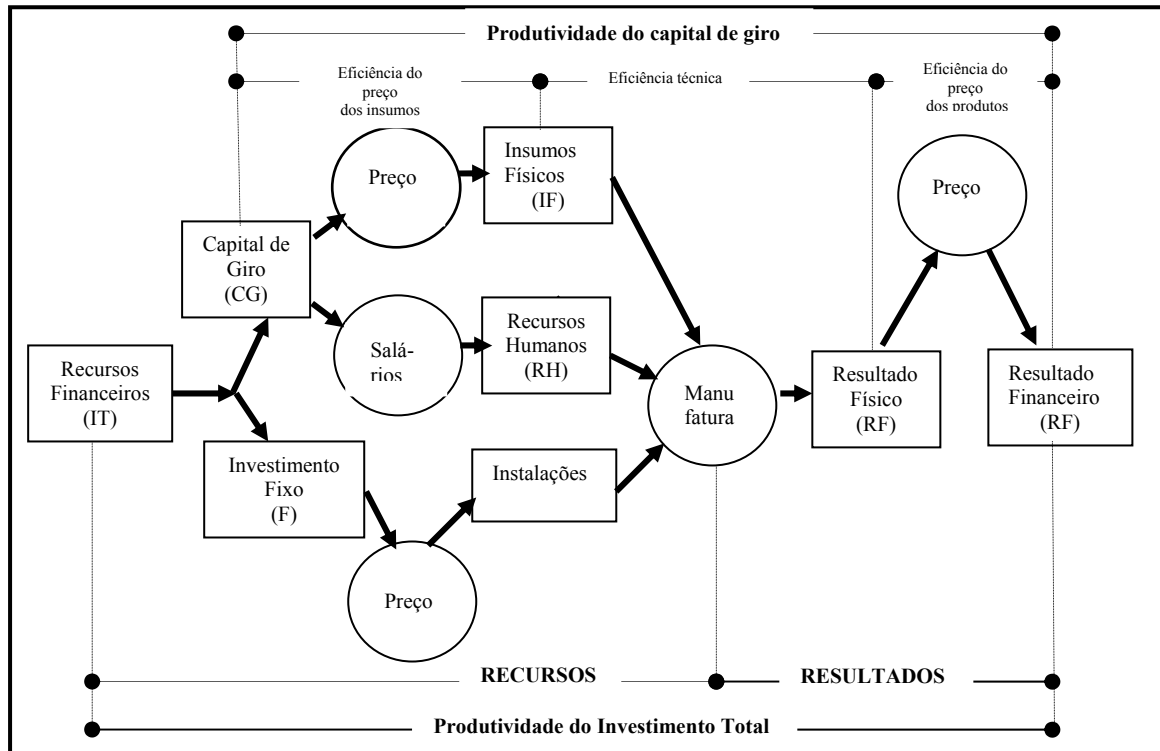 Produtividade do capital de giro
Eficiência do
preço
dos insumos
Eficiência técnica
Eficiência do
preço
dos produtos
Preço
Insumos
Físicos
(IF)
Preço
Capital de
Giro
(CG)
Salá-
rios
Recursos
Humanos
(RH)
Recursos
Financeiros
(IT)
Manu
fatura
Resultado
Físico
(RF)
Resultado
Financeiro
(RF)
Investimento
Fixo
(F)
Instalações
Preço
RECURSOS
RESULTADOS
Produtividade do Investimento Total